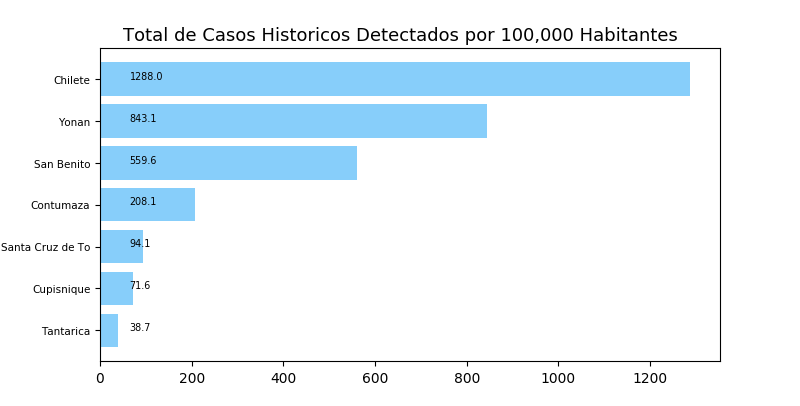 Total de Casos Historicos Detectados por 100,000 Habitantes
Chilete 1288.0
Yonan 843.1
San Benito 559.6
Contumaza 208.1
Santa Cruz de To 94.1
Cupisnique 71.6
Tantarica 38.7
0 200 400 600 800 1000 1200